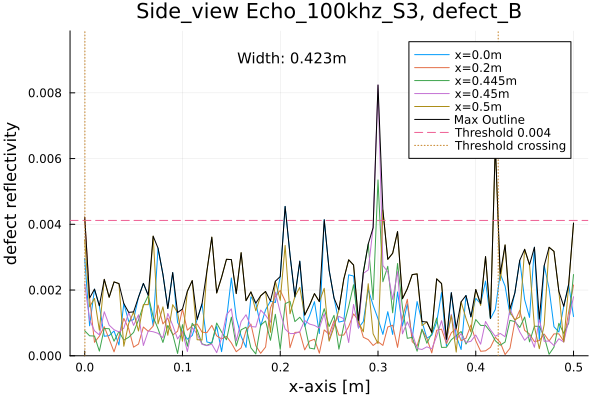 Side_view Echo_100khz_S3, defect_B
Width: 0.423m
x=0.0m
x=0.2m
x=0.445m
x=0.45m
x=0.5m
Max Outline
Threshold 0.004
Threshold crossing
defect reflectivity
0.008
0.006
0.004
0.002
0.000
0.0 0.1 0.2 0.3 0.4 0.5
x-axis [m]